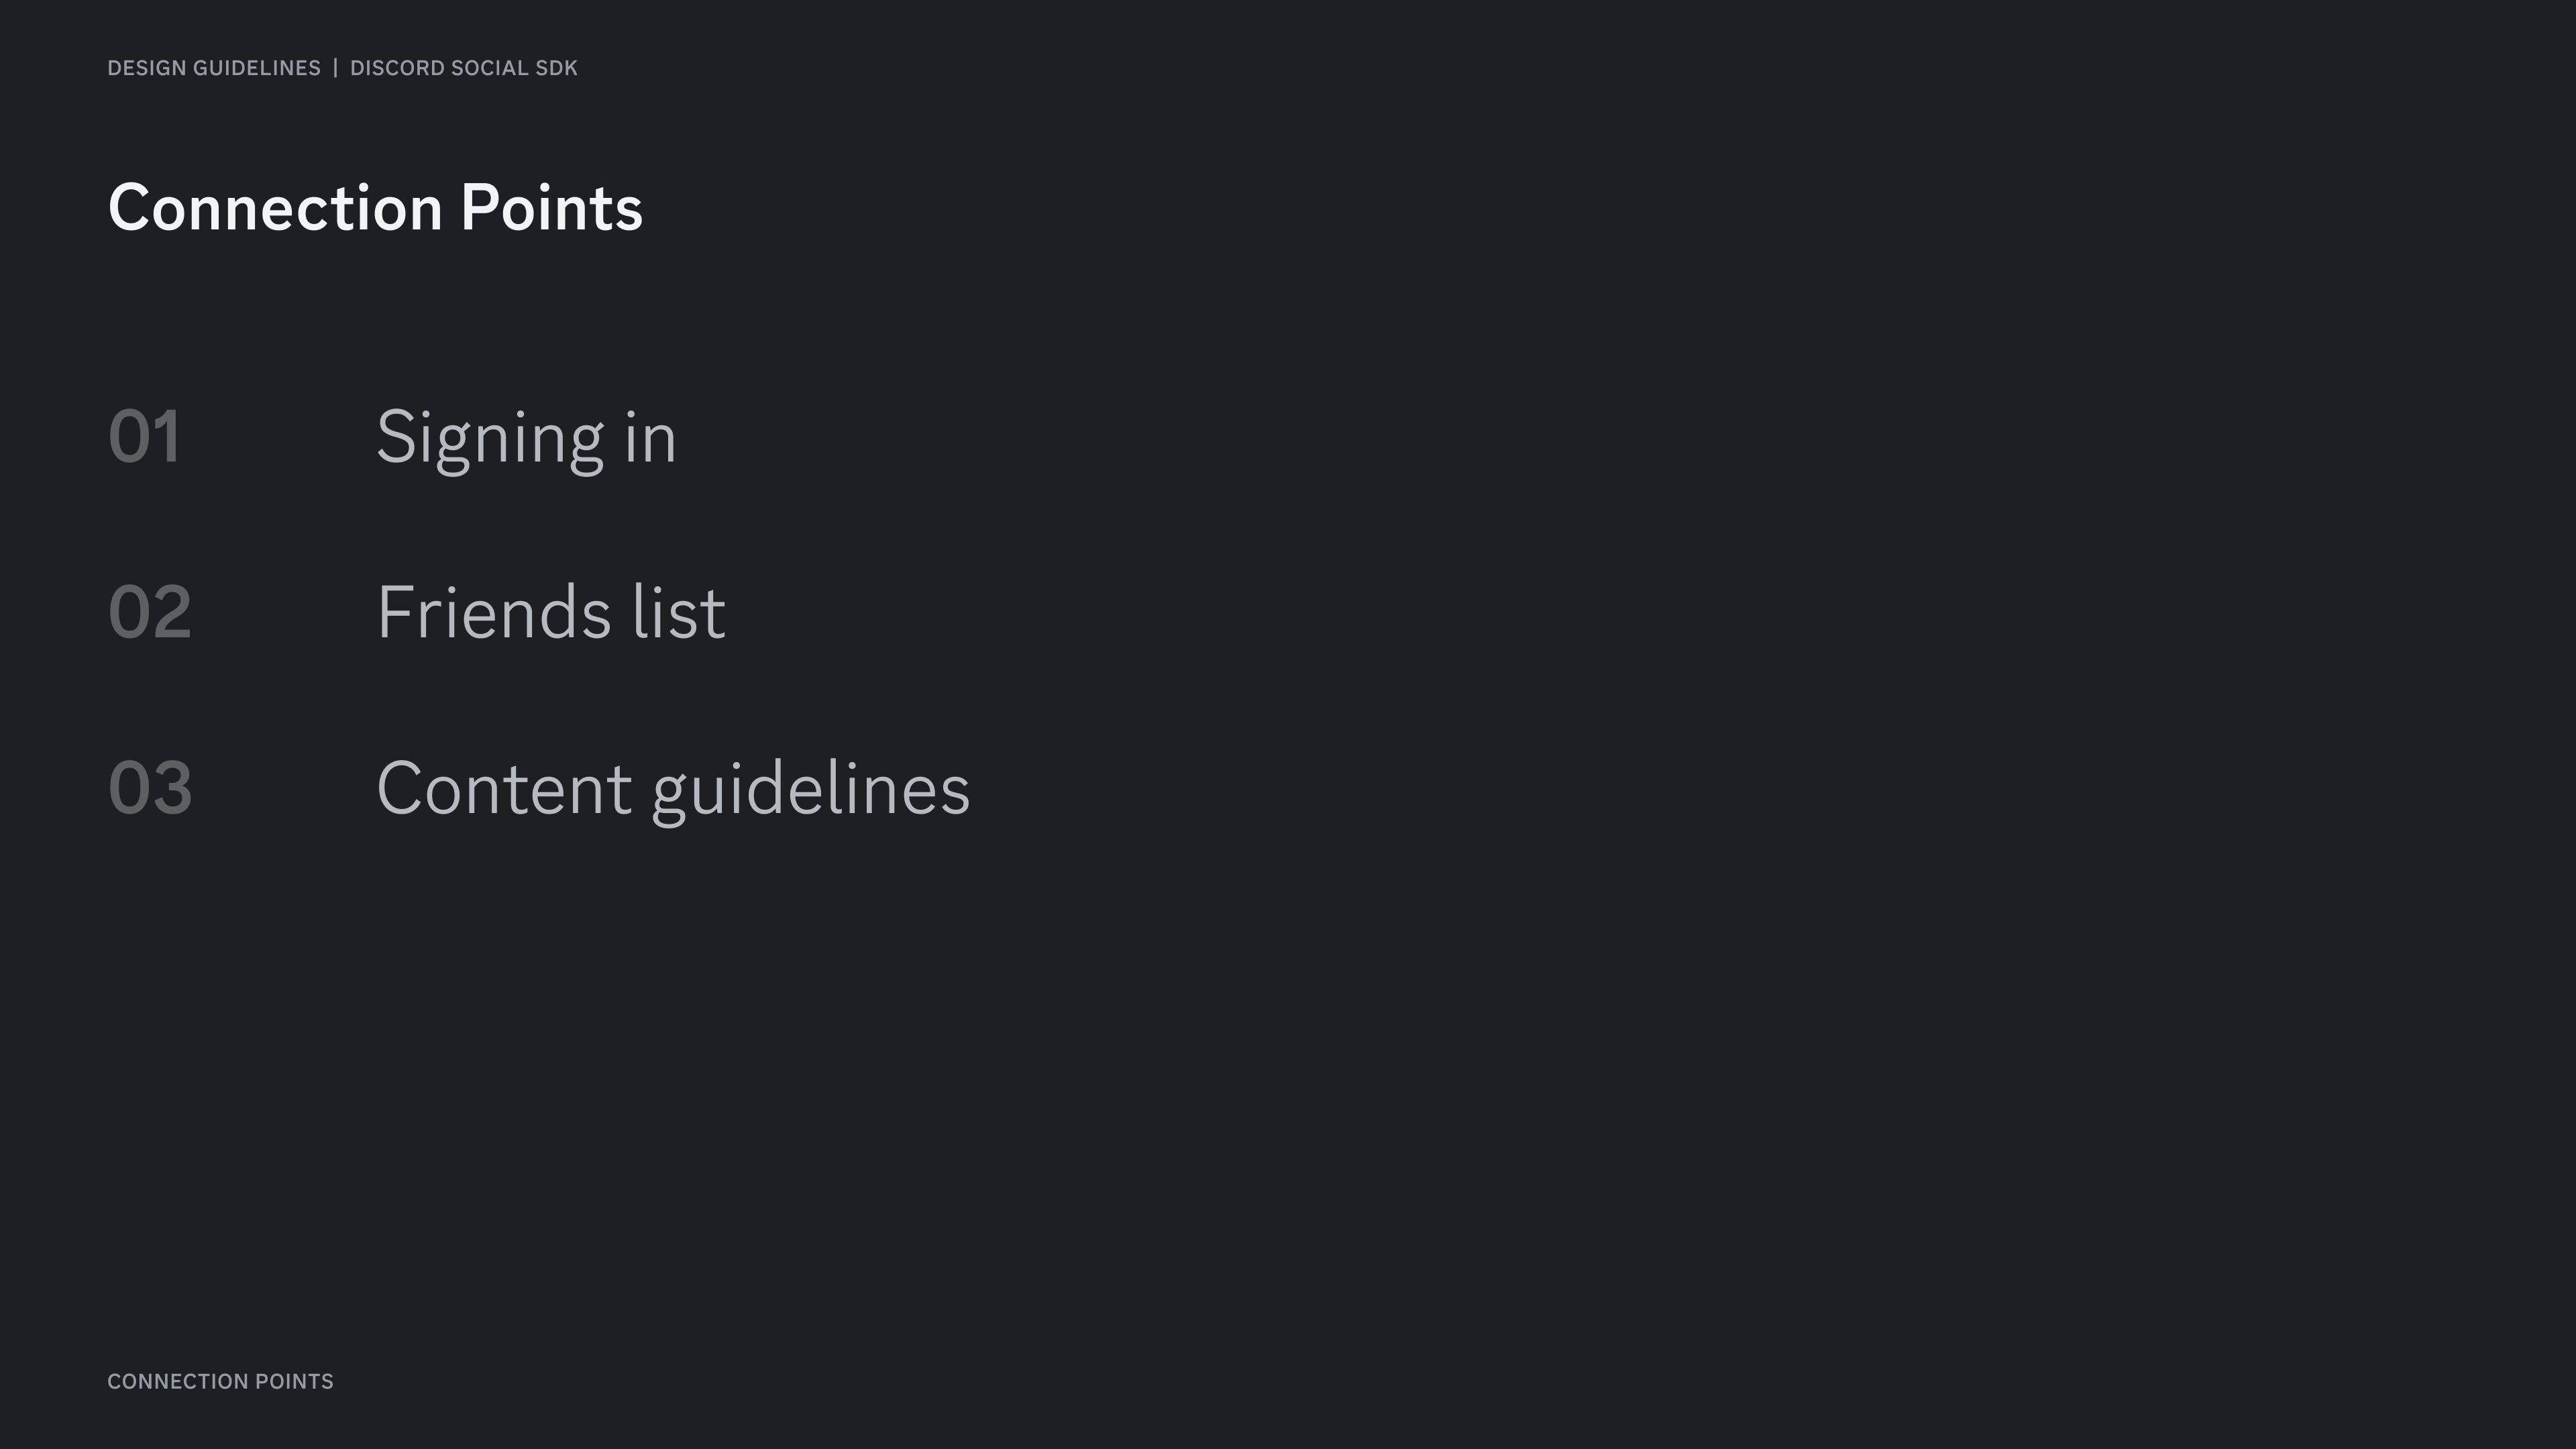 DESIGN GUIDELINES | DISCORD SOCIAL SDK
Connection Points
01 Signing in
02 Friends list
03 Content guidelines
CONNECTION POINTS